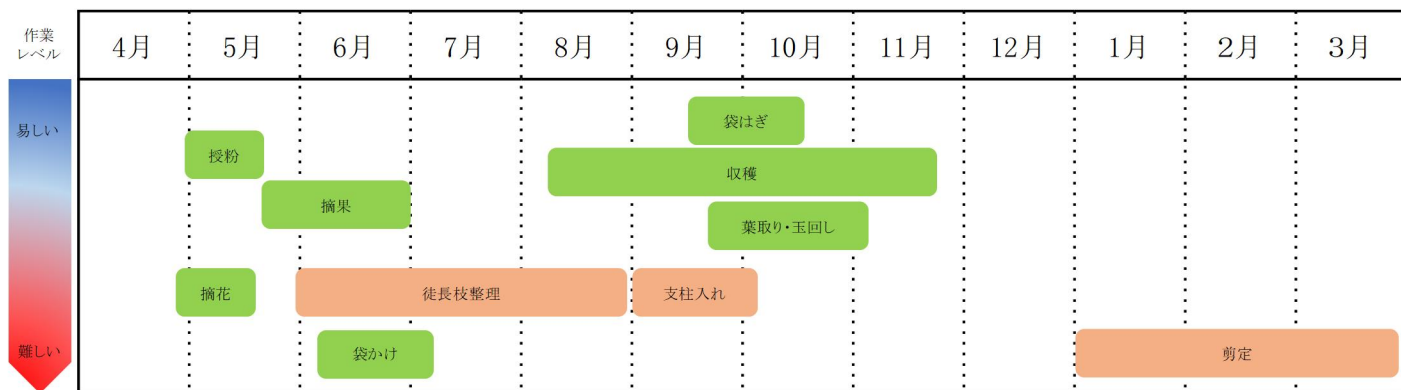 作業
レベル
4月
5月
6月
7月
8月
9月
10月
11月
12月
1月
2月
3月
易しい
難しい
袋はぎ
授粉
収穫
摘果
葉取り・玉回し
摘花
徒長枝整理
支柱入れ
袋かけ
剪定